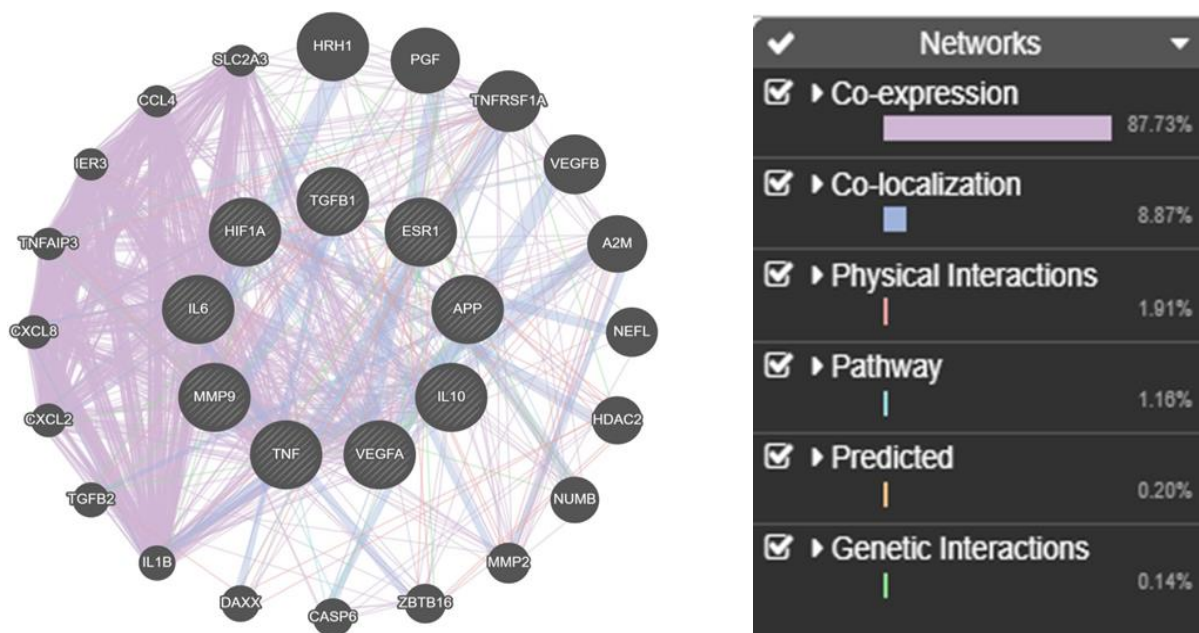 HRH1
PGF
SLC2A3
TNFRSF1A
CCL4
VEGFB
IER3
TGFB1
HIF1A
ESR1
TNFAIP3
A2M
IL6
APP
CXCL8
NEFL
MMP9
IL10
CXCL2
HDAC2
TNF
VEGFA
TGFB2
NUMB
IL1B
MMP2
DAXX
CASP6
ZBTB16
Networks
Co-expression
87.73%
Co-localization
8.87%
Physical Interactions
1.91%
Pathway
1.16%
Predicted
0.20%
Genetic Interactions
0.14%